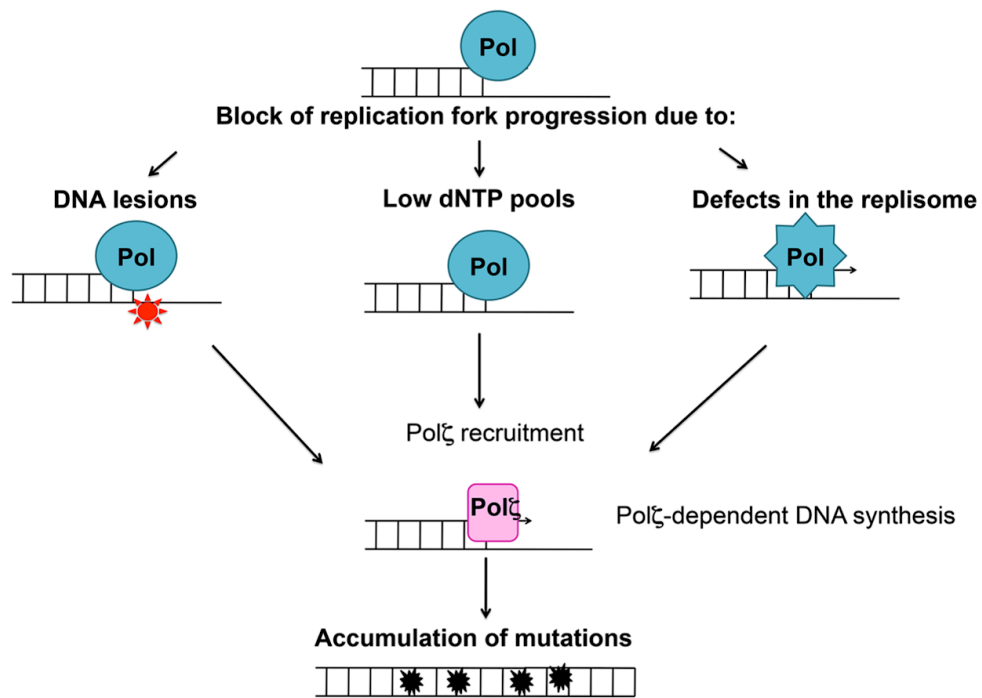 Pol
Block of replication fork progression due to:
DNA lesions
Low dNTP pools
Defects in the replisome
Pol
Pol
Pol
Polζ recruitment
Polζ
Polζ-dependent DNA synthesis
Accumulation of mutations